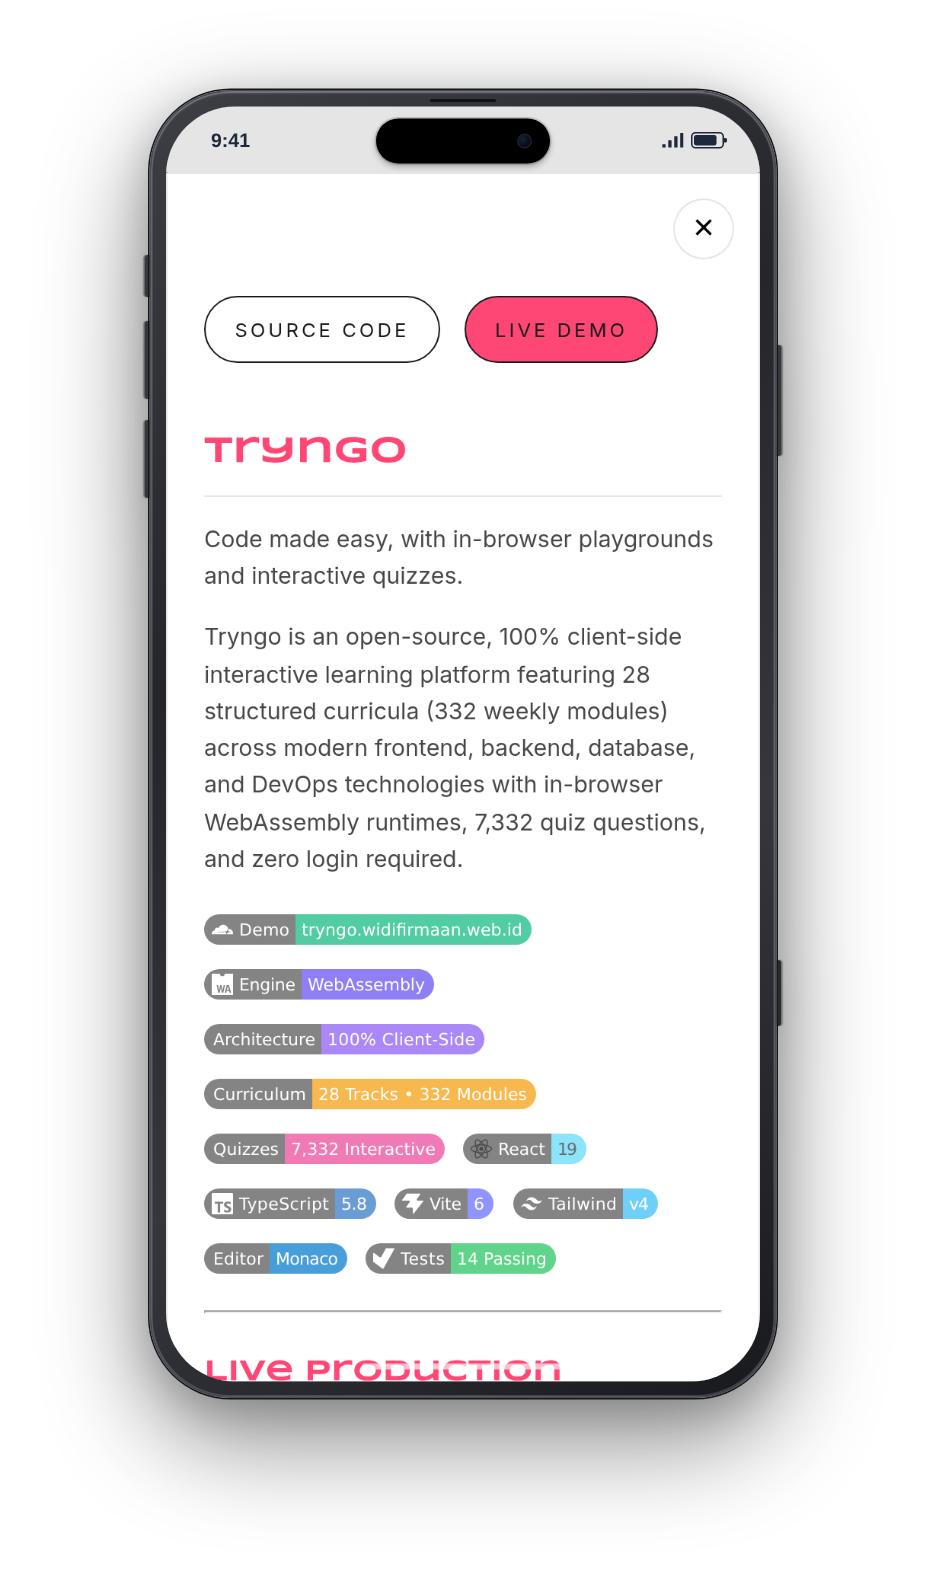 9:41
SOURCE CODE
LIVE DEMO
Tryngo
Code made easy, with in-browser playgrounds
and interactive quizzes.
Tryngo is an open-source, 100% client-side
interactive learning platform featuring 28
structured curricula (332 weekly modules)
across modern frontend, backend, database,
and DevOps technologies with in-browser
WebAssembly runtimes, 7,332 quiz questions,
and zero login required.
Demo tryngo.widifirmaan.web.id
WA Engine WebAssembly
Architecture 100% Client-Side
Curriculum 28 Tracks • 332 Modules
Quizzes 7,332 Interactive React 19
TS TypeScript 5.8 Vite 6 Tailwind v4
Editor Monaco Tests 14 Passing
Live Production